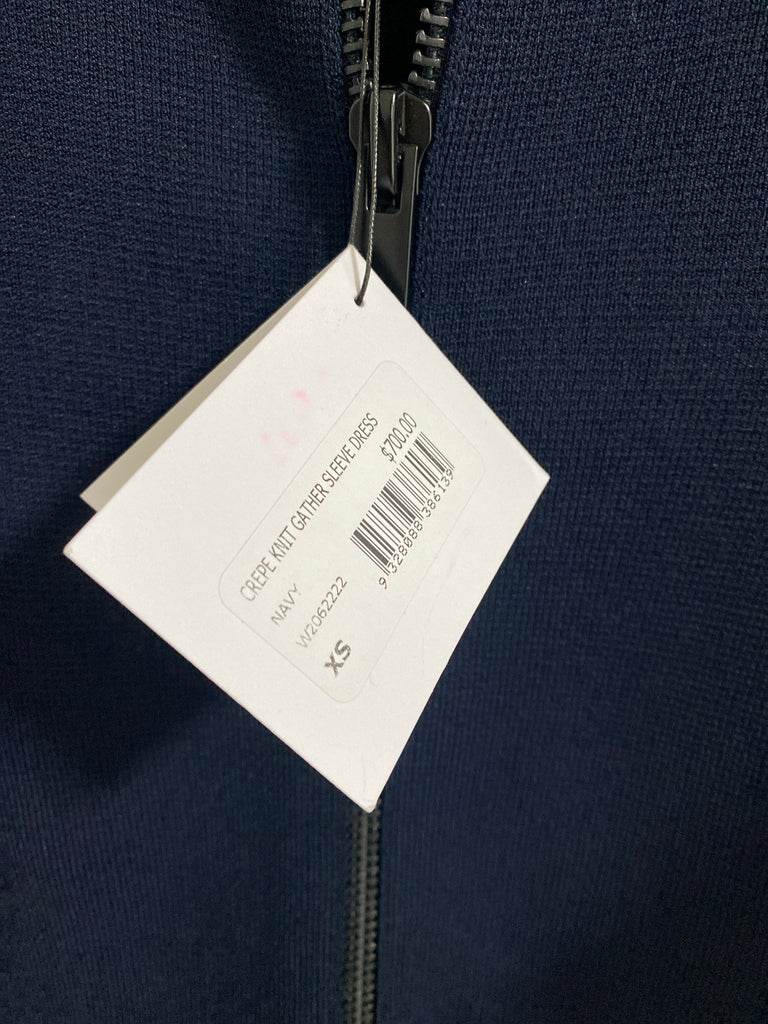 CREPE KNIT GATHER SLEEVE DRESS
NAVY
$700.00
W2062222
XS
9 328088 386139